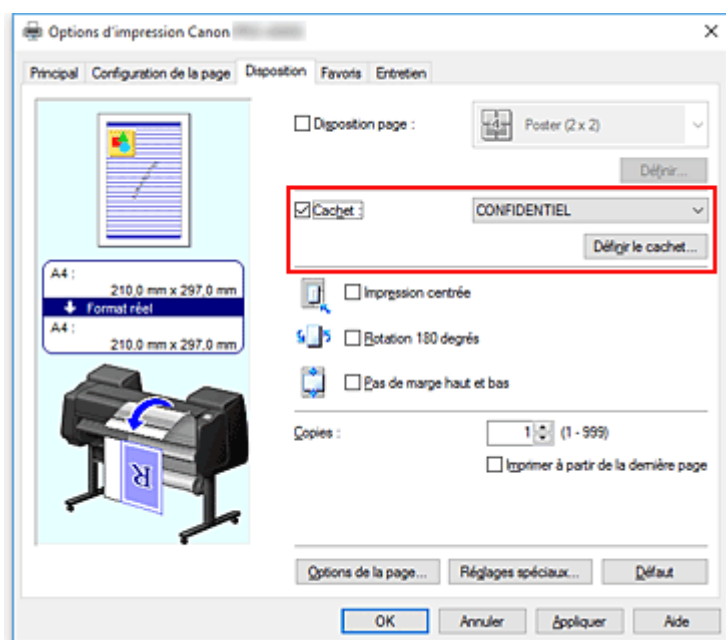 Options d'impression Canon
Principal Configuration de la page Disposition Favoris Entretien
Disposition page :
4 Poster (2 x 2)
Définir...
Cachet : CONFIDENTIEL
Définir le cachet...
A4 :
210,0 mm x 297,0 mm
Format réel
A4 :
210.0 mm x 297.0 mm
Impression centrée
Rotation 180 degrés
Pas de marge haut et bas
Copies : 1 (1 - 999)
Imprimer à partir de la dernière page
R
Options de la page... Réglages spéciaux... Défaut
OK Annuler Appliquer Aide